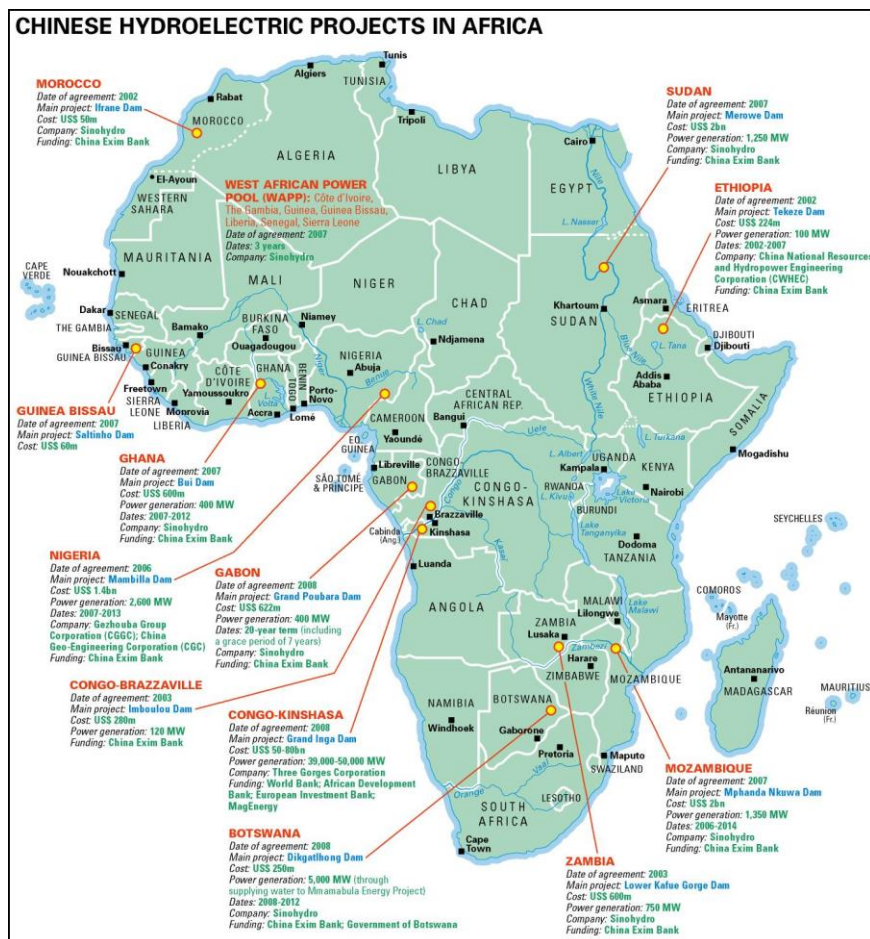 CHINESE HYDROELECTRIC PROJECTS IN AFRICA
MOROCCO
Date of agreement: 2002
Main project: Ifrane Dam
Cost: US$ 50m
Company: Sinohydro
Funding: China Exim Bank
WEST AFRICAN POWER
POOL (WAPP): Côte d'Ivoire,
The Gambia, Guinea, Guinea Bissau,
Liberia, Senegal, Sierra Leone
Date of agreement: 2007
Dates: 3 years
Company: Sinohydro
SUDAN
Date of agreement: 2007
Main project: Merowe Dam
Cost: US$ 2bn
Power generation: 1,250 MW
Company: Sinohydro
Funding: China Exim Bank
ETHIOPIA
Date of agreement: 2002
Main project: Tekeze Dam
Cost: US$ 224m
Power generation: 100 MW
Dates: 2002-2007
Company: China National Resources
and Hydropower Engineering
Corporation (CWHEC)
Funding: China Exim Bank
GUINEA BISSAU
Date of agreement: 2007
Main project: Saltinho Dam
Cost: US$ 60m
GHANA
Date of agreement: 2007
Main project: Bui Dam
Cost: US$ 600m
Power generation: 400 MW
Dates: 2007-2012
Company: Sinohydro
Funding: China Exim Bank
NIGERIA
Date of agreement: 2006
Main project: Mambilla Dam
Cost: US$ 1.4bn
Power generation: 2,600 MW
Dates: 2007-2013
Company: Gezhouba Group
Corporation (CGGC); China
Geo-Engineering Corporation (CGC)
Funding: China Exim Bank
GABON
Date of agreement: 2008
Main project: Grand Poubara Dam
Cost: US$ 622m
Power generation: 400 MW
Dates: 20-year term (including
a grace period of 7 years)
Company: Sinohydro
Funding: China Exim Bank
CONGO-BRAZZAVILLE
Date of agreement: 2003
Main project: Imboulou Dam
Cost: US$ 280m
Power generation: 120 MW
Funding: China Exim Bank
CONGO-KINSHASA
Date of agreement: 2008
Main project: Grand Inga Dam
Cost: US$ 50-80bn
Power generation: 39,000-50,000 MW
Company: Three Gorges Corporation
Funding: World Bank; African Development
Bank; European Investment Bank;
MagEnergy
BOTSWANA
Date of agreement: 2008
Main project: Dikgatlhong Dam
Cost: US$ 250m
Power generation: 5,000 MW (through
supplying water to Mmamabula Energy Project)
Dates: 2008-2012
Company: Sinohydro
Funding: China Exim Bank; Government of Botswana
MOZAMBIQUE
Date of agreement: 2007
Main project: Mphanda Nkuwa Dam
Cost: US$ 2bn
Power generation: 1,350 MW
Dates: 2006-2014
Company: Sinohydro
Funding: China Exim Bank
ZAMBIA
Date of agreement: 2003
Main project: Lower Kafue Gorge Dam
Cost: US$ 600m
Power generation: 750 MW
Company: Sinohydro
Funding: China Exim Bank
Tunis
Algiers
TUNISIA
Rabat
MOROCCO
Tripoli
Cairo
ALGERIA
LIBYA
EGYPT
Nile
El-Ayoun
WESTERN
SAHARA
L. Nasser
MAURITANIA
CAPE
VERDE
Nouakchott
MALI
NIGER
CHAD
Khartoum
SUDAN
Asmara
ERITREA
Dakar
SENEGAL
THE GAMBIA
Bamako
BURKINA
FASO
Niamey
L. Chad
Ndjamena
DJIBOUTI
Djibouti
Bissau
GUINEA BISSAU
GUINEA
Ouagadougou
Niger
NIGERIA
Abuja
Blue Nile
L. Tana
Conakry
CÔTE
D'IVOIRE
GHANA
TOGO
BENIN
Benue
White Nile
Addis
Ababa
ETHIOPIA
Freetown
SIERRA
LEONE
Yamoussoukro
L.
Volta
Porto-
Novo
CENTRAL
AFRICAN REP.
SOMALIA
Monrovia
LIBERIA
Accra
Lomé
CAMEROON
Yaoundé
Bangui
Uele
L. Turkana
EQ.
GUINEA
Mogadishu
Libreville
SÃO TOMÉ
& PRINCIPE
GABON
CONGO-
BRAZZAVILLE
Congo
CONGO-
KINSHASA
L. Albert
UGANDA
Kampala
KENYA
RWANDA
L. Kivu
Lake
Victoria
Nairobi
BURUNDI
Brazzaville
Kinshasa
Cabinda
(Ang.)
Kasai
Lake
Tanganyika
SEYCHELLES
Dodoma
TANZANIA
Luanda
ANGOLA
MALAWI
Lilongwe
Lake
Malawi
COMOROS
Mayotte
(Fr.)
ZAMBIA
Lusaka
Zambezi
Harare
ZIMBABWE
MOZAMBIQUE
Antananarivo
MADAGASCAR
MAURITIUS
Réunion
(Fr.)
NAMIBIA
Windhoek
BOTSWANA
Gaborone
Pretoria
Maputo
SWAZILAND
Vaal
Orange
LESOTHO
SOUTH
AFRICA
Cape
Town